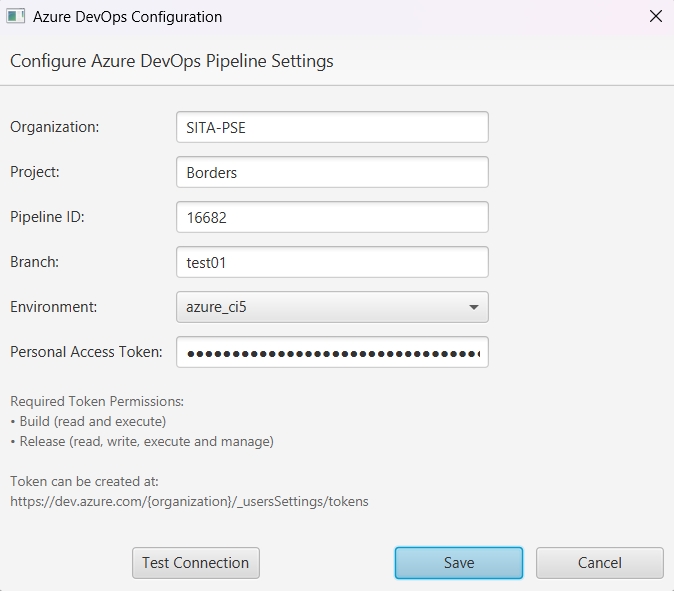 Azure DevOps Configuration
Configure Azure DevOps Pipeline Settings
Organization: SITA-PSE
Project: Borders
Pipeline ID: 16682
Branch: test01
Environment: azure_ci5
Personal Access Token: ●●●●●●●●●●●●●●●●●●●●●●●●●●●●●●●●●
Required Token Permissions:
• Build (read and execute)
• Release (read, write, execute and manage)
Token can be created at:
https://dev.azure.com/{organization}/_usersSettings/tokens
Test Connection Save Cancel